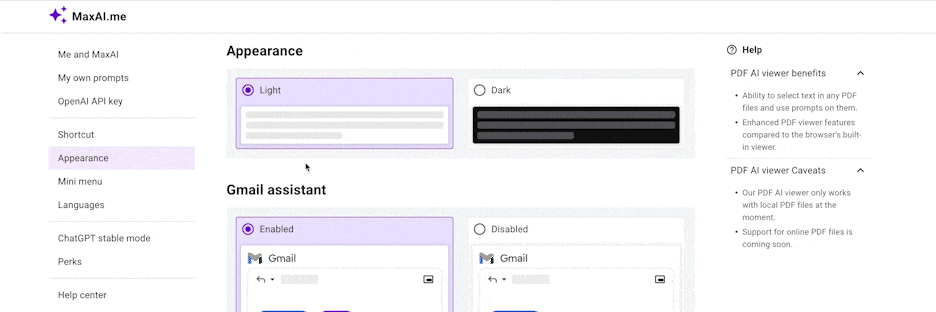 MaxAI.me
Me and MaxAI
My own prompts
OpenAI API key
Shortcut
Appearance
Mini menu
Languages
ChatGPT stable mode
Perks
Help center
Appearance
Light
Dark
Gmail assistant
Enabled
Disabled
Gmail
Gmail
Help
PDF AI viewer benefits
• Ability to select text in any PDF
files and use prompts on them.
• Enhanced PDF viewer features
compared to the browser's built-
in viewer.
PDF AI viewer Caveats
• Our PDF AI viewer only works
with local PDF files at the
moment.
• Support for online PDF files is
coming soon.